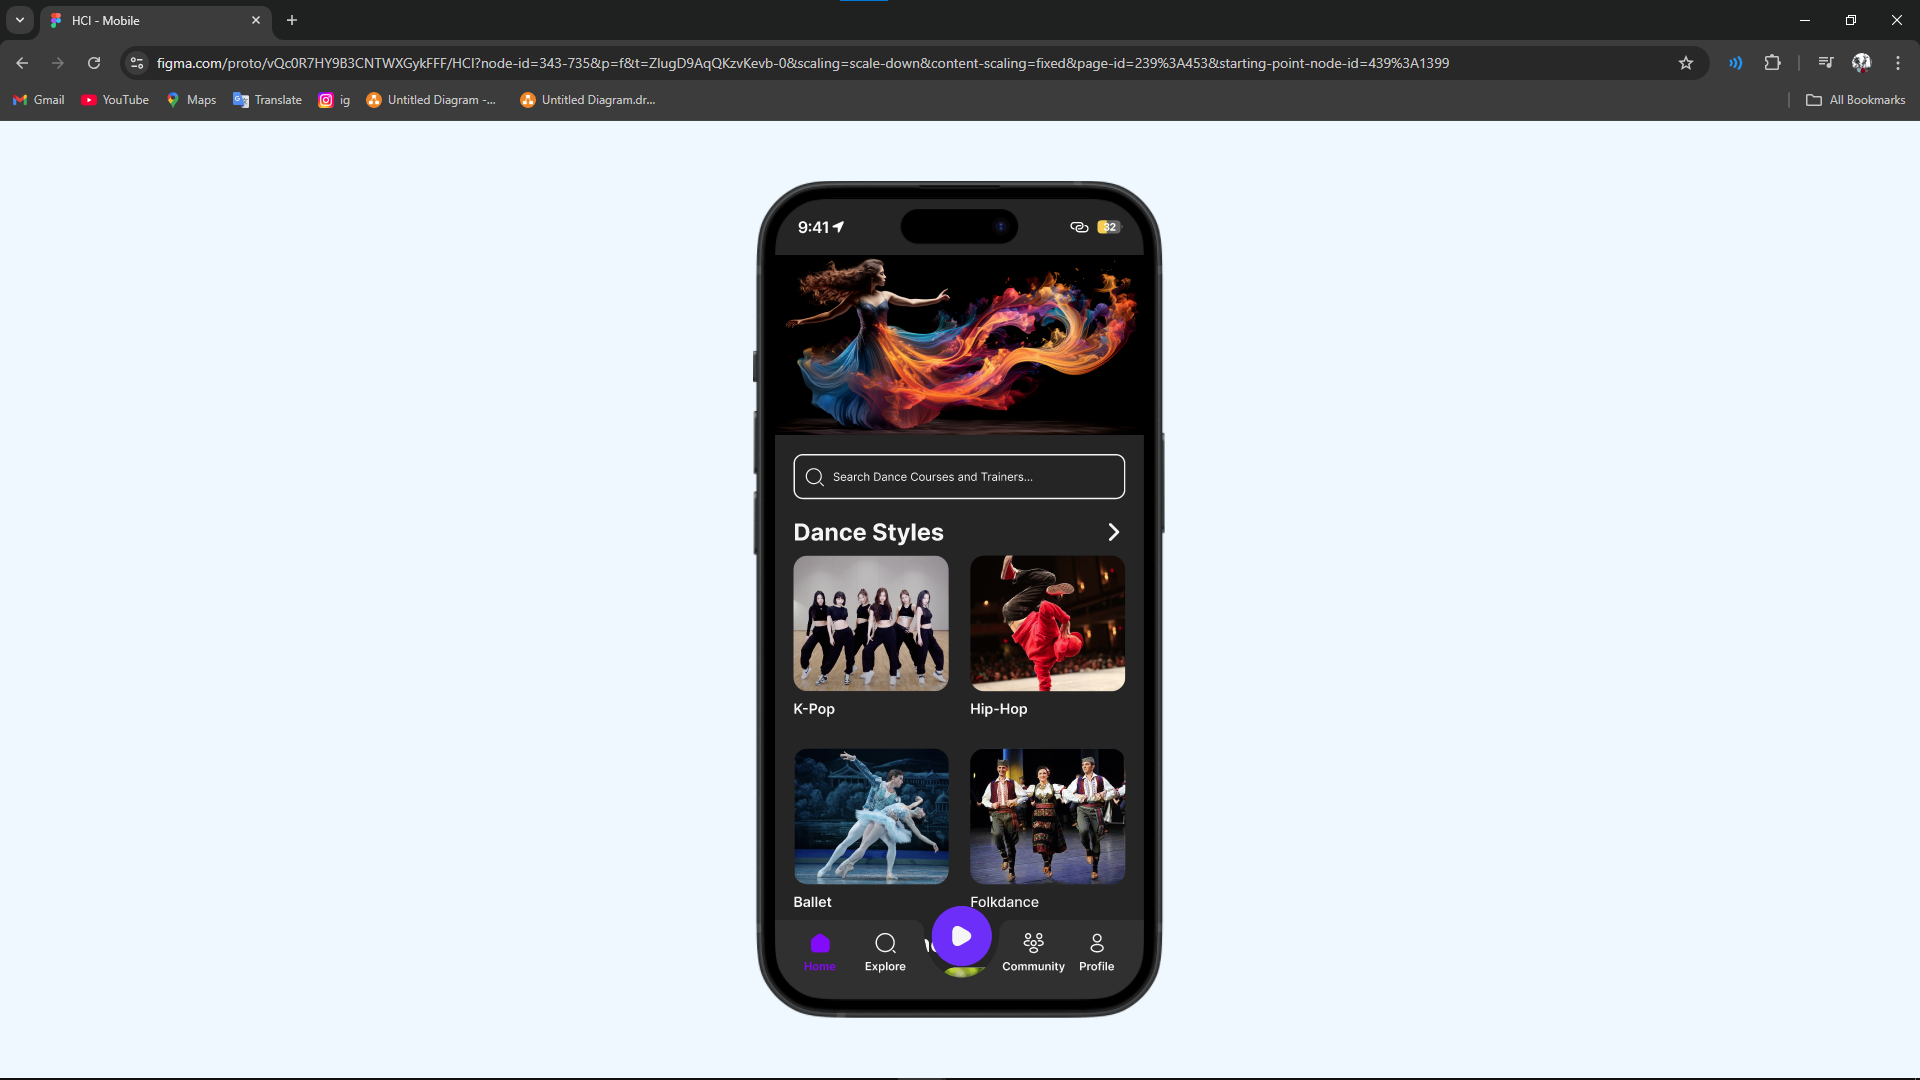 HCI - Mobile
figma.com/proto/vQc0R7HY9B3CNTWXGykFFF/HCI?node-id=343-735&p=f&t=ZlugD9AqQKzvKevb-0&scaling=scale-down&content-scaling=fixed&page-id=239%3A453&starting-point-node-id=439%3A1399
Gmail YouTube Maps Translate ig Untitled Diagram -... Untitled Diagram.dr... All Bookmarks
9:41 32
Search Dance Courses and Trainers...
Dance Styles
K-Pop Hip-Hop
Ballet Folkdance
Home Explore Community Profile